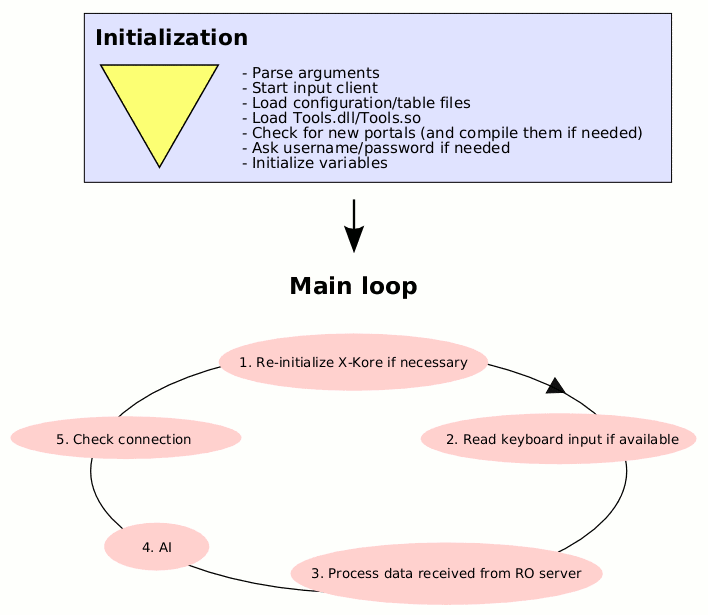 Initialization
- Parse arguments
- Start input client
- Load configuration/table files
- Load Tools.dll/Tools.so
- Check for new portals (and compile them if needed)
- Ask username/password if needed
- Initialize variables
Main loop
1. Re-initialize X-Kore if necessary
2. Read keyboard input if available
3. Process data received from RO server
4. AI
5. Check connection